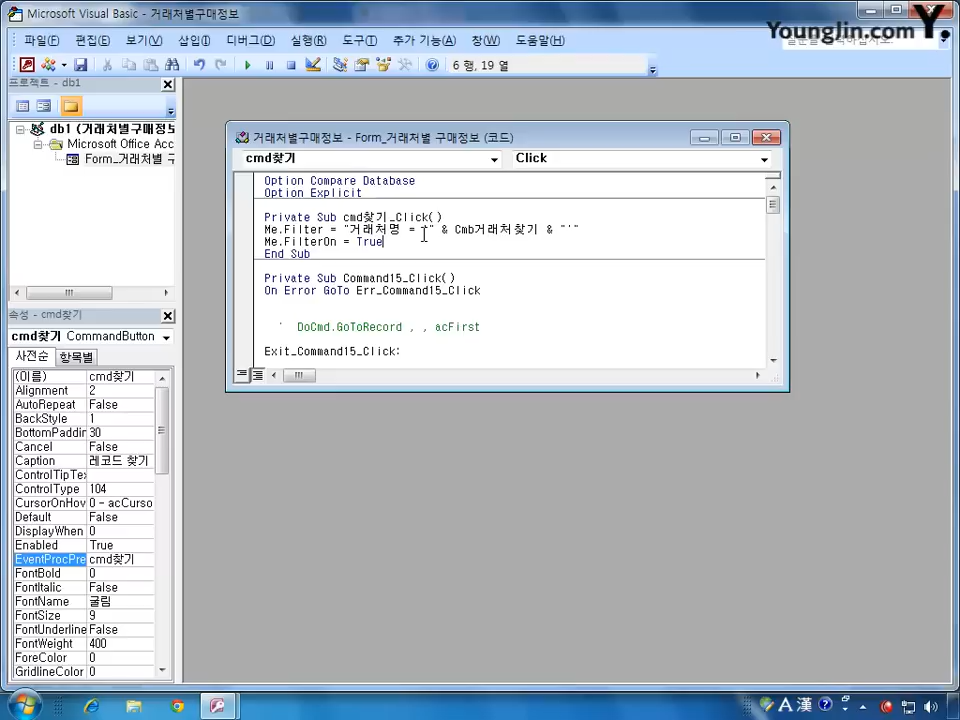 Microsoft Visual Basic - 거래처별구매정보
YoungJin.com Y.
파일(F) 편집(E) 보기(V) 삽입(I) 디버그(D) 실행(R) 도구(T) 추가 기능(A) 창(W) 도움말(H)
6 행, 19 열
프로젝트 - db1
db1 (거래처별구매정보
Microsoft Office Acc
Form_거래처별 구
속성 - cmd찾기
cmd찾기 CommandButton
사전순 항목별
(이름) cmd찾기
Alignment 2
AutoRepeat False
BackStyle 1
BottomPaddin 30
Cancel False
Caption 레코드 찾기
ControlTipTe
ControlType 104
CursorOnHov 0 - acCurso
Default False
DisplayWhen 0
Enabled True
EventProcPre cmd찾기
FontBold 0
FontItalic False
FontName 굴림
FontSize 9
FontUnderline False
FontWeight 400
ForeColor 0
GridlineColor 0
거래처별구매정보 - Form_거래처별 구매정보 (코드)
cmd찾기 Click
Option Compare Database
Option Explicit
Private Sub cmd찾기_Click()
Me.Filter = "거래처명 = '" & Cmb거래처찾기 & "'"
Me.FilterOn = True
End Sub
Private Sub Command15_Click()
On Error GoTo Err_Command15_Click
' DoCmd.GoToRecord , , acFirst
Exit_Command15_Click:
A 漢